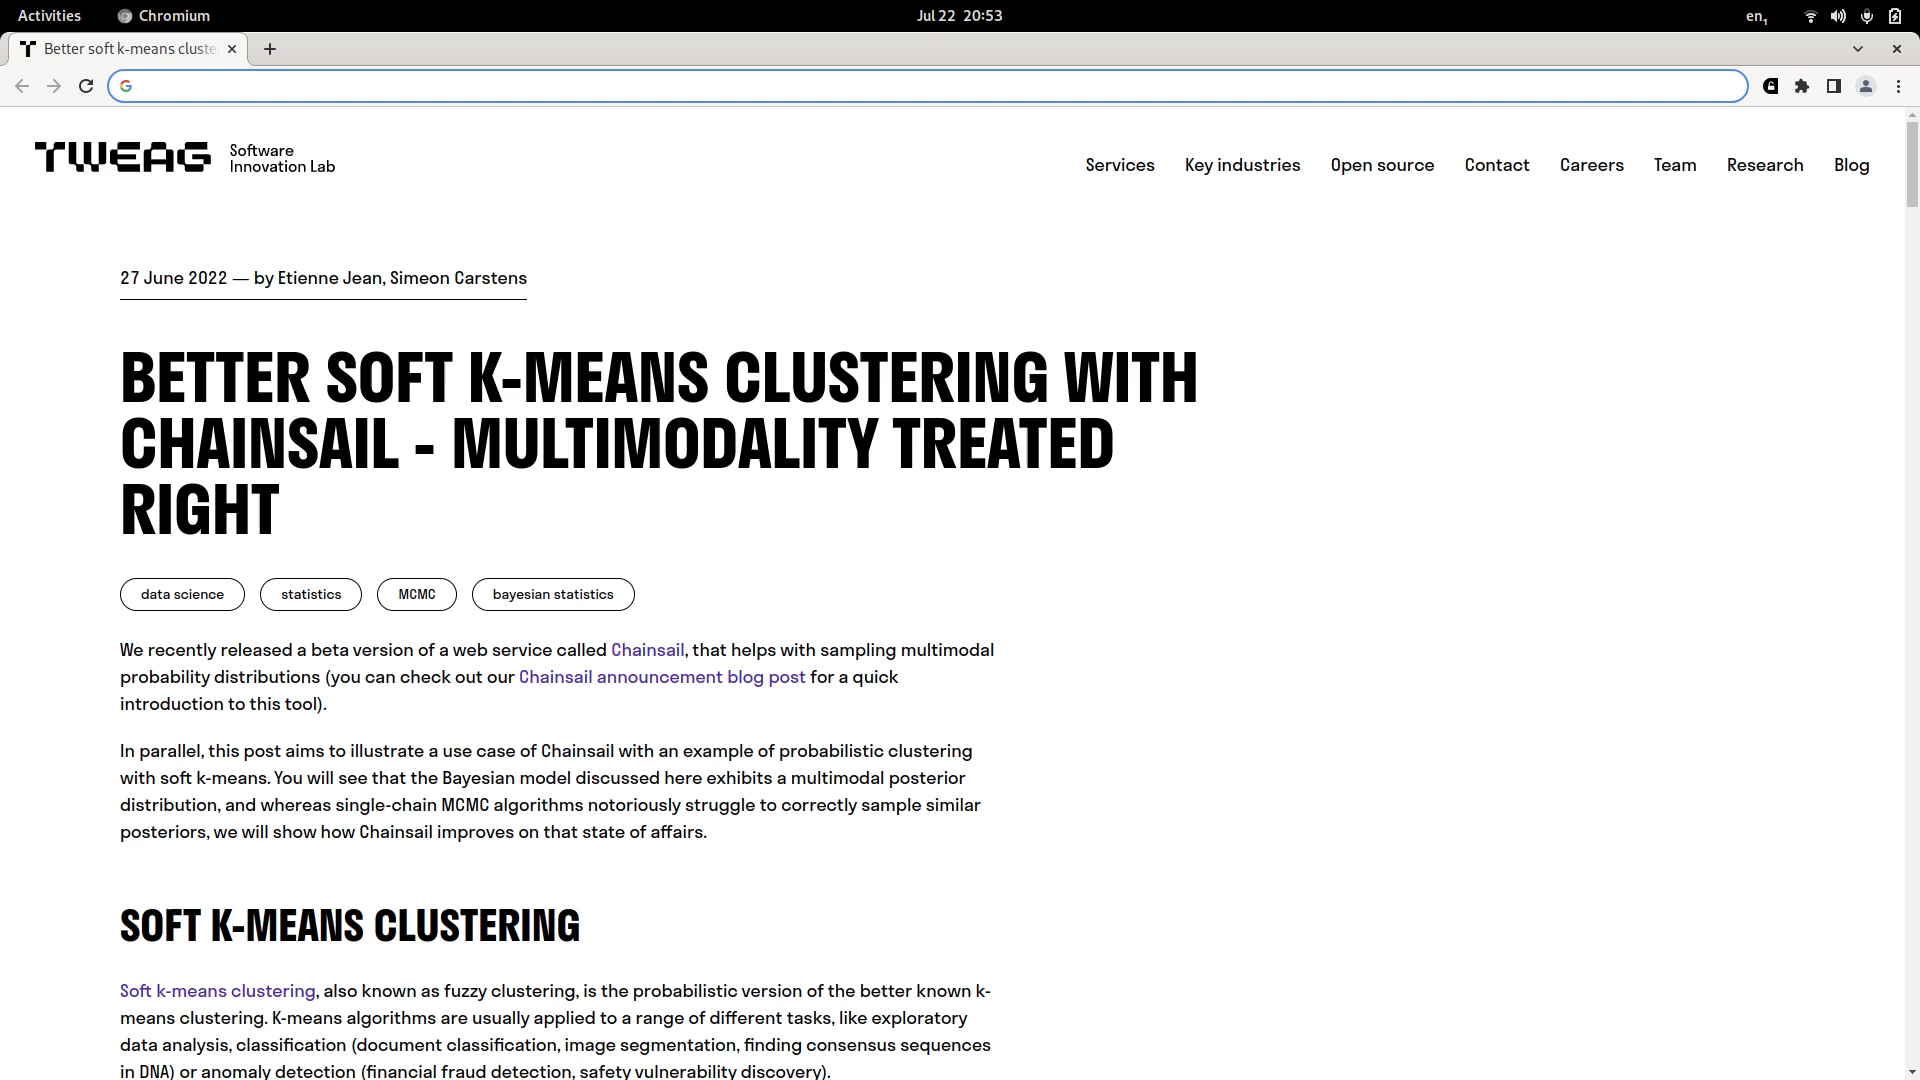 Activities Chromium Jul 22 20:53 en1
Better soft k-means cluste
TWEAG Software
Innovation Lab
Services Key industries Open source Contact Careers Team Research Blog
27 June 2022 — by Etienne Jean, Simeon Carstens
BETTER SOFT K-MEANS CLUSTERING WITH
CHAINSAIL - MULTIMODALITY TREATED
RIGHT
data science statistics MCMC bayesian statistics
We recently released a beta version of a web service called Chainsail, that helps with sampling multimodal
probability distributions (you can check out our Chainsail announcement blog post for a quick
introduction to this tool).
In parallel, this post aims to illustrate a use case of Chainsail with an example of probabilistic clustering
with soft k-means. You will see that the Bayesian model discussed here exhibits a multimodal posterior
distribution, and whereas single-chain MCMC algorithms notoriously struggle to correctly sample similar
posteriors, we will show how Chainsail improves on that state of affairs.
SOFT K-MEANS CLUSTERING
Soft k-means clustering, also known as fuzzy clustering, is the probabilistic version of the better known k-
means clustering. K-means algorithms are usually applied to a range of different tasks, like exploratory
data analysis, classification (document classification, image segmentation, finding consensus sequences
in DNA) or anomaly detection (financial fraud detection, safety vulnerability discovery).